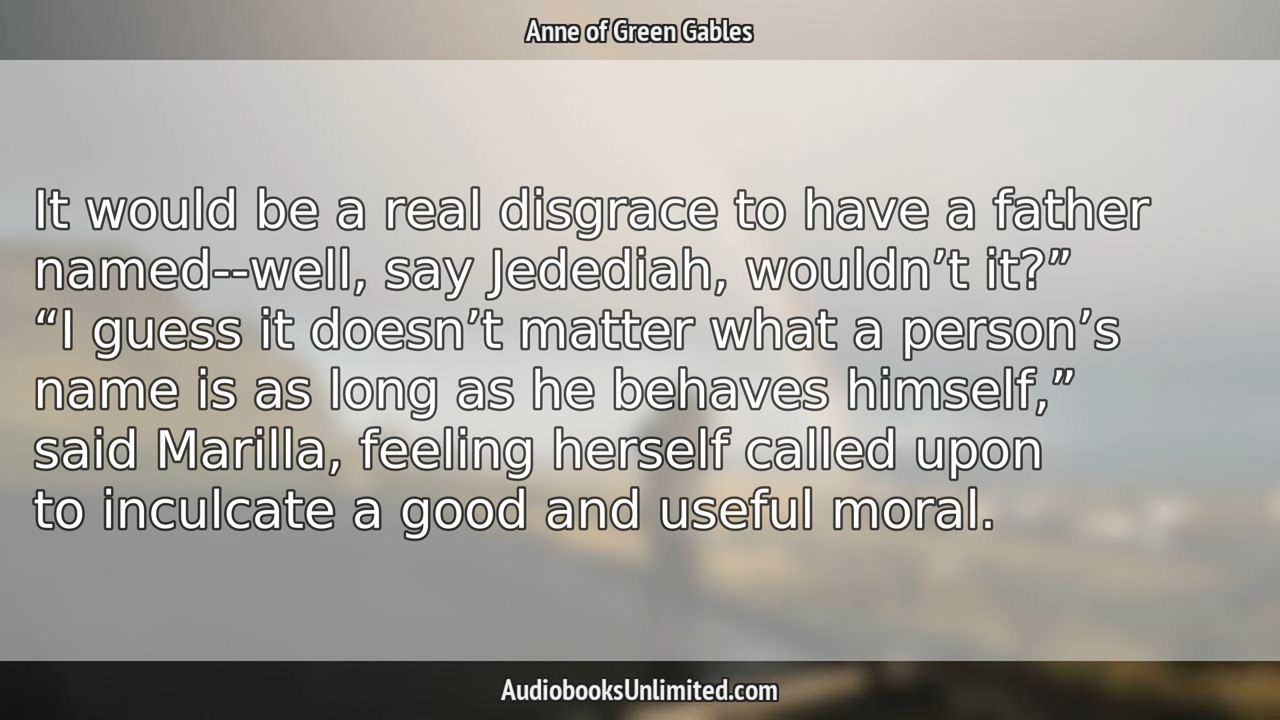 Anne of Green Gables
It would be a real disgrace to have a father
named--well, say Jedediah, wouldn’t it?”
“I guess it doesn’t matter what a person’s
name is as long as he behaves himself,”
said Marilla, feeling herself called upon
to inculcate a good and useful moral.
AudiobooksUnlimited.com